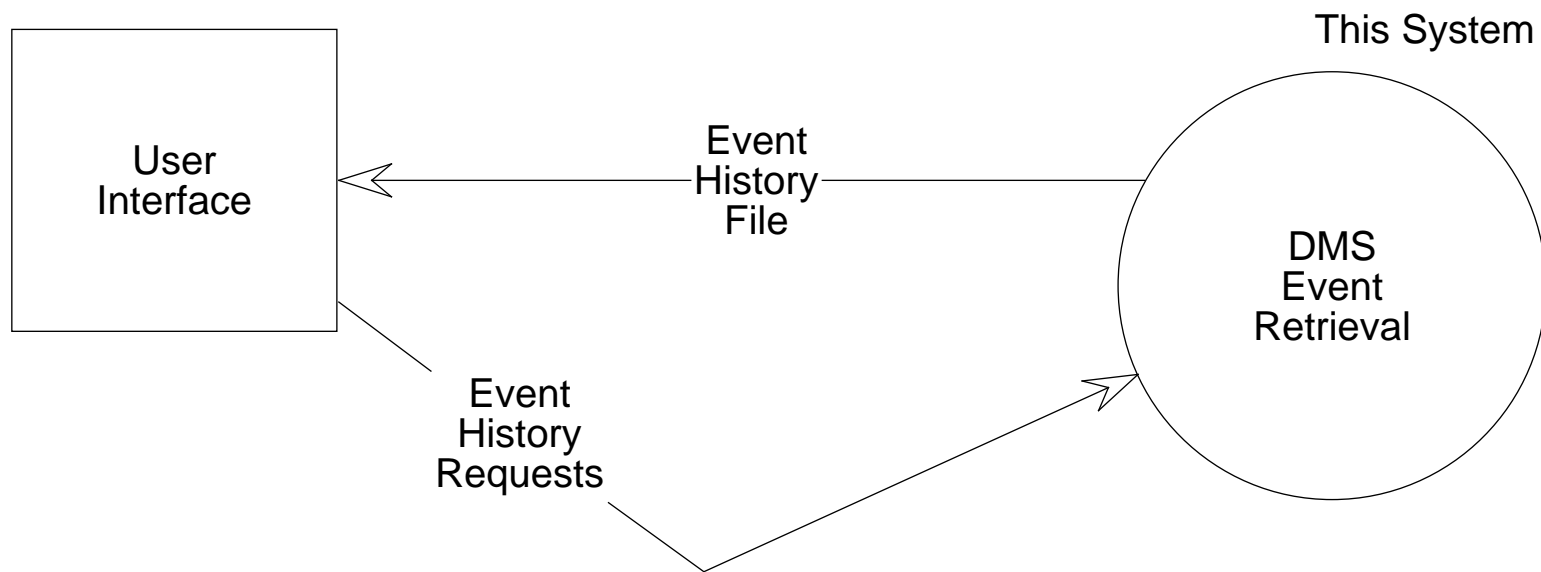 This System
User
Interface
Event
History
File
DMS
Event
Retrieval
Event
History
Requests